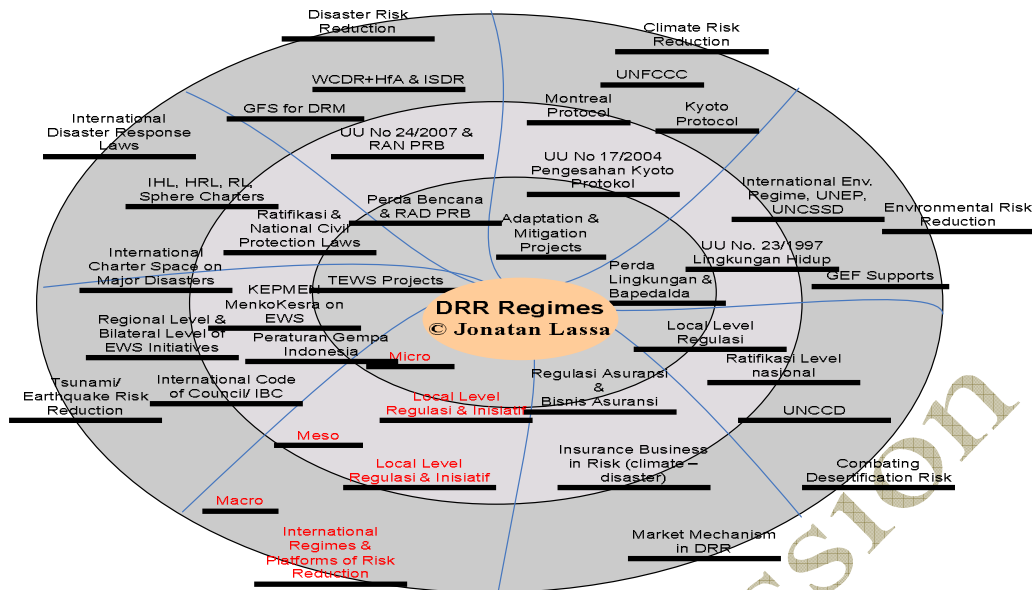 Disaster Risk
Reduction
Climate Risk
Reduction
WCDR+HfA & ISDR
UNFCCC
GFS for DRM
Montreal
Protocol
Kyoto
Protocol
International
Disaster Response
Laws
UU No 24/2007 &
RAN PRB
UU No 17/2004
Pengesahan Kyoto
Protokol
IHL, HRL, RL,
Sphere Charters
International Env.
Regime, UNEP,
UNCSSD
Environmental Risk
Reduction
Perda Bencana
& RAD PRB
Ratifikasi &
National Civil
Protection Laws
Adaptation &
Mitigation
Projects
International
Charter Space on
Major Disasters
UU No. 23/1997
Lingkungan Hidup
GEF Supports
TEWS Projects
Perda
Lingkungan &
Bapedalda
KEPMEN
MenkoKesra on
EWS
DRR Regimes
© Jonatan Lassa
Regional Level &
Bilateral Level of
EWS Initiatives
Peraturan Gempa
Indonesia
Local Level
Regulasi
Micro
Ratifikasi Level
nasional
Tsunami/
Earthquake Risk
Reduction
International Code
of Council/ IBC
Regulasi Asuransi
&
Bisnis Asuransi
Local Level
Regulasi & Inisiatif
UNCCD
Meso
Local Level
Regulasi & Inisiatif
Insurance Business
in Risk (climate –
disaster)
Combating
Desertification Risk
Macro
International
Regimes &
Platforms of Risk
Reduction
Market Mechanism
in DRR
ssion